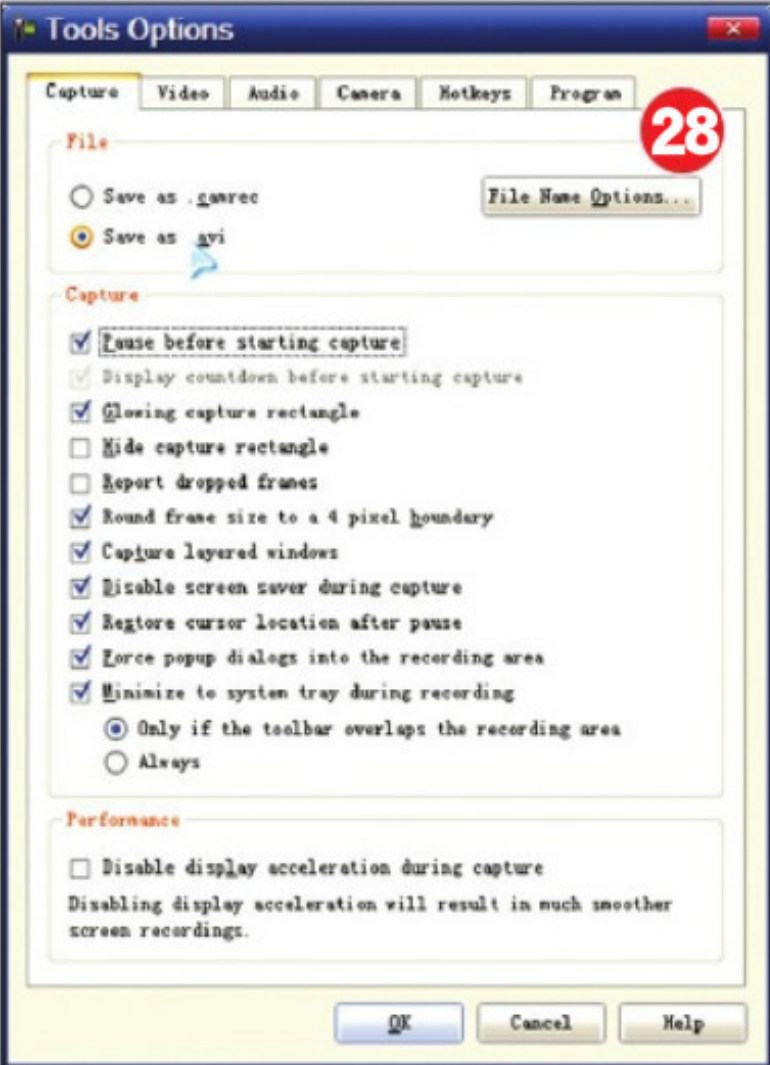 Tools Options
Capture Video Audio Camera Hotkeys Program
28
File
Save as .camrec
File Name Options...
Save as .avi
Capture
Pause before starting capture
Display countdown before starting capture
Glowing capture rectangle
Hide capture rectangle
Report dropped frames
Round frame size to a 4 pixel boundary
Capture layered windows
Disable screen saver during capture
Restore cursor location after pause
Force popup dialogs into the recording area
Minimize to system tray during recording
Only if the toolbar overlaps the recording area
Always
Performance
Disable display acceleration during capture
Disabling display acceleration will result in much smoother
screen recordings.
OK Cancel Help